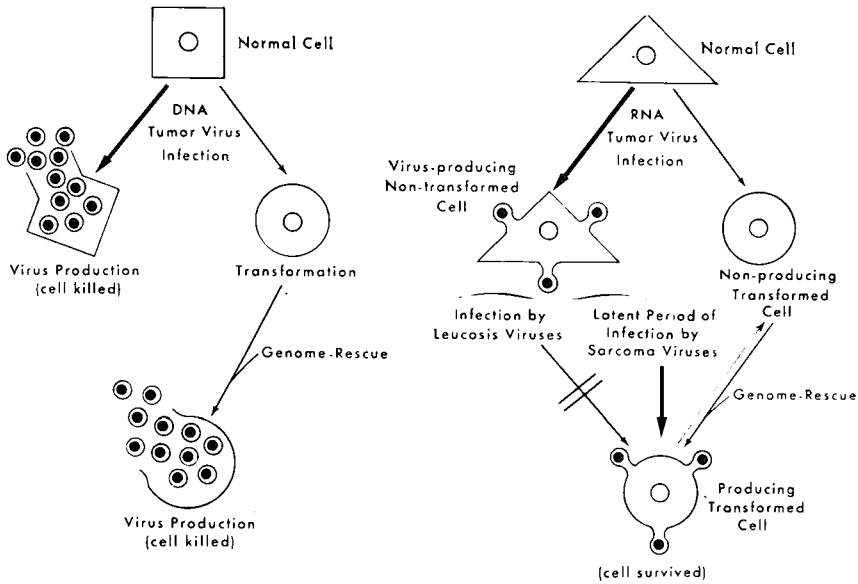 Normal Cell
DNA
Tumor Virus
Infection
Virus Production
(cell killed)
Transformation
Genome-Rescue
Virus Production
(cell killed)
Normal Cell
RNA
Tumor Virus
Infection
Virus-producing
Non-transformed
Cell
Non-producing
Transformed
Cell
Infection by
Leucosis Viruses
Latent Period of
Infection by
Sarcoma Viruses
Genome-Rescue
Producing
Transformed
Cell
(cell survived)